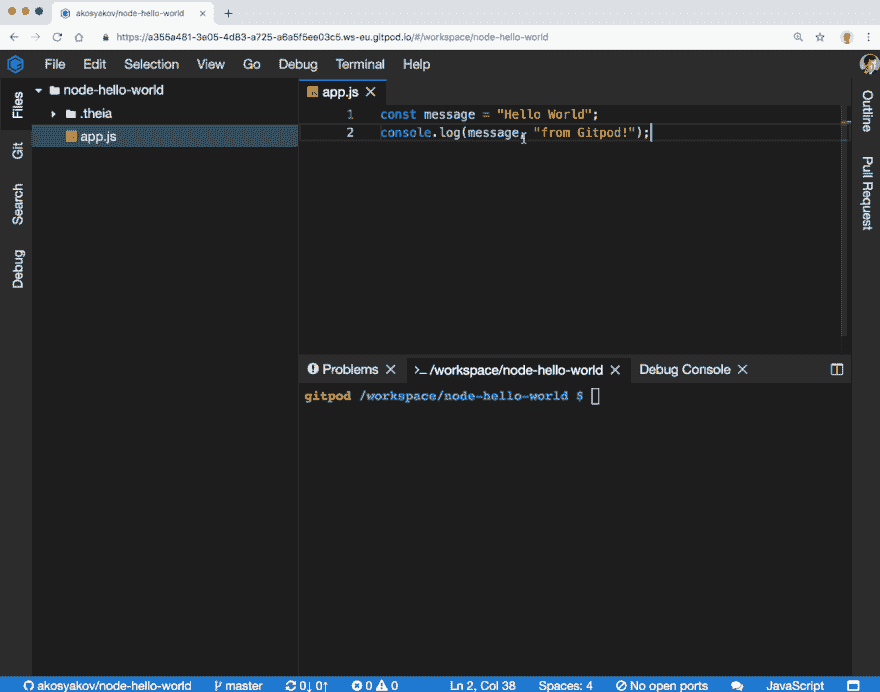 akosyakov/node-hello-world
https://a355a481-3e05-4d83-a725-a6a5f5ee03c5.ws-eu.gitpod.io/#/workspace/node-hello-world
File Edit Selection View Go Debug Terminal Help
Files
Git
Search
Debug
node-hello-world
.theia
app.js
app.js
1 const message = "Hello World";
2 console.log(message, "from Gitpod!");
Outline
Pull Request
Problems >_ /workspace/node-hello-world Debug Console
gitpod /workspace/node-hello-world $
akosyakov/node-hello-world master 0↓ 0↑ 0 0 Ln 2, Col 38 Spaces: 4 No open ports JavaScript